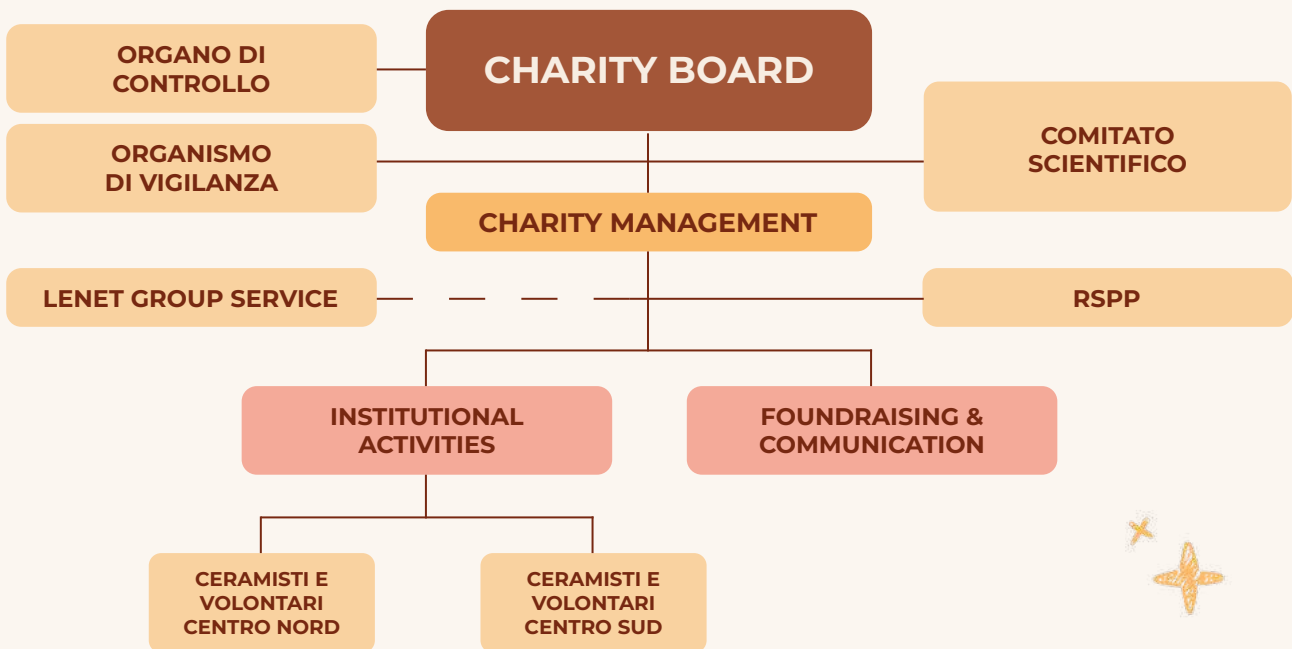 ORGANO DI
CONTROLLO
CHARITY BOARD
ORGANISMO
DI VIGILANZA
COMITATO
SCIENTIFICO
CHARITY MANAGEMENT
LENET GROUP SERVICE
RSPP
INSTITUTIONAL
ACTIVITIES
FOUNDRAISING &
COMMUNICATION
CERAMISTI E
VOLONTARI
CENTRO NORD
CERAMISTI E
VOLONTARI
CENTRO SUD